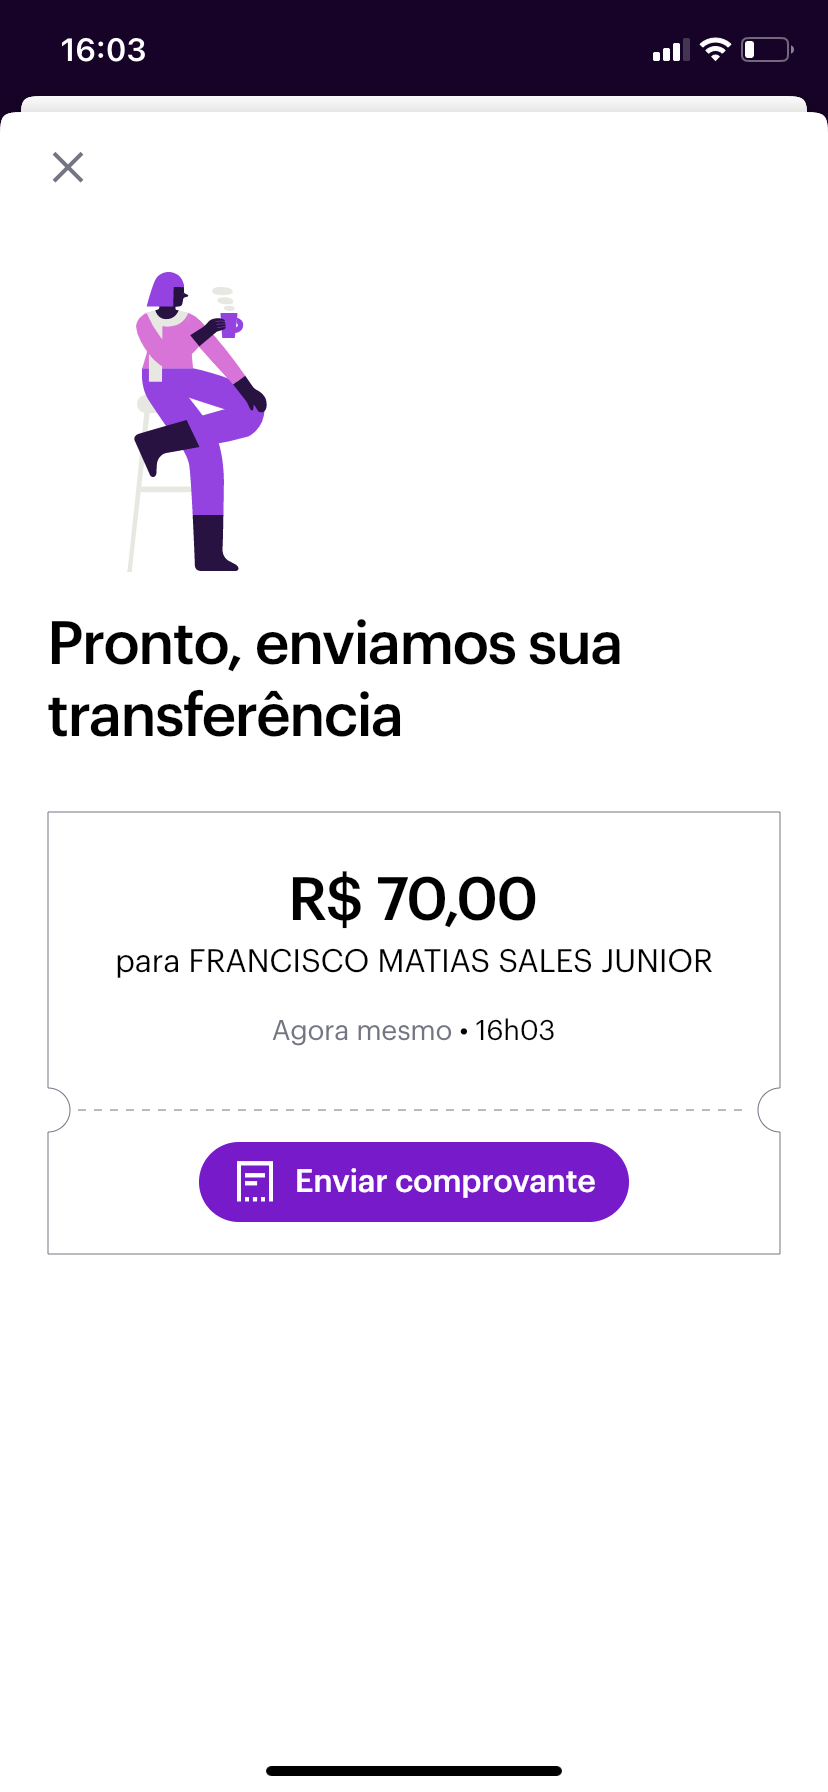 16:03
Pronto, enviamos sua
transferência
R$ 70,00
para FRANCISCO MATIAS SALES JUNIOR
Agora mesmo • 16h03
Enviar comprovante